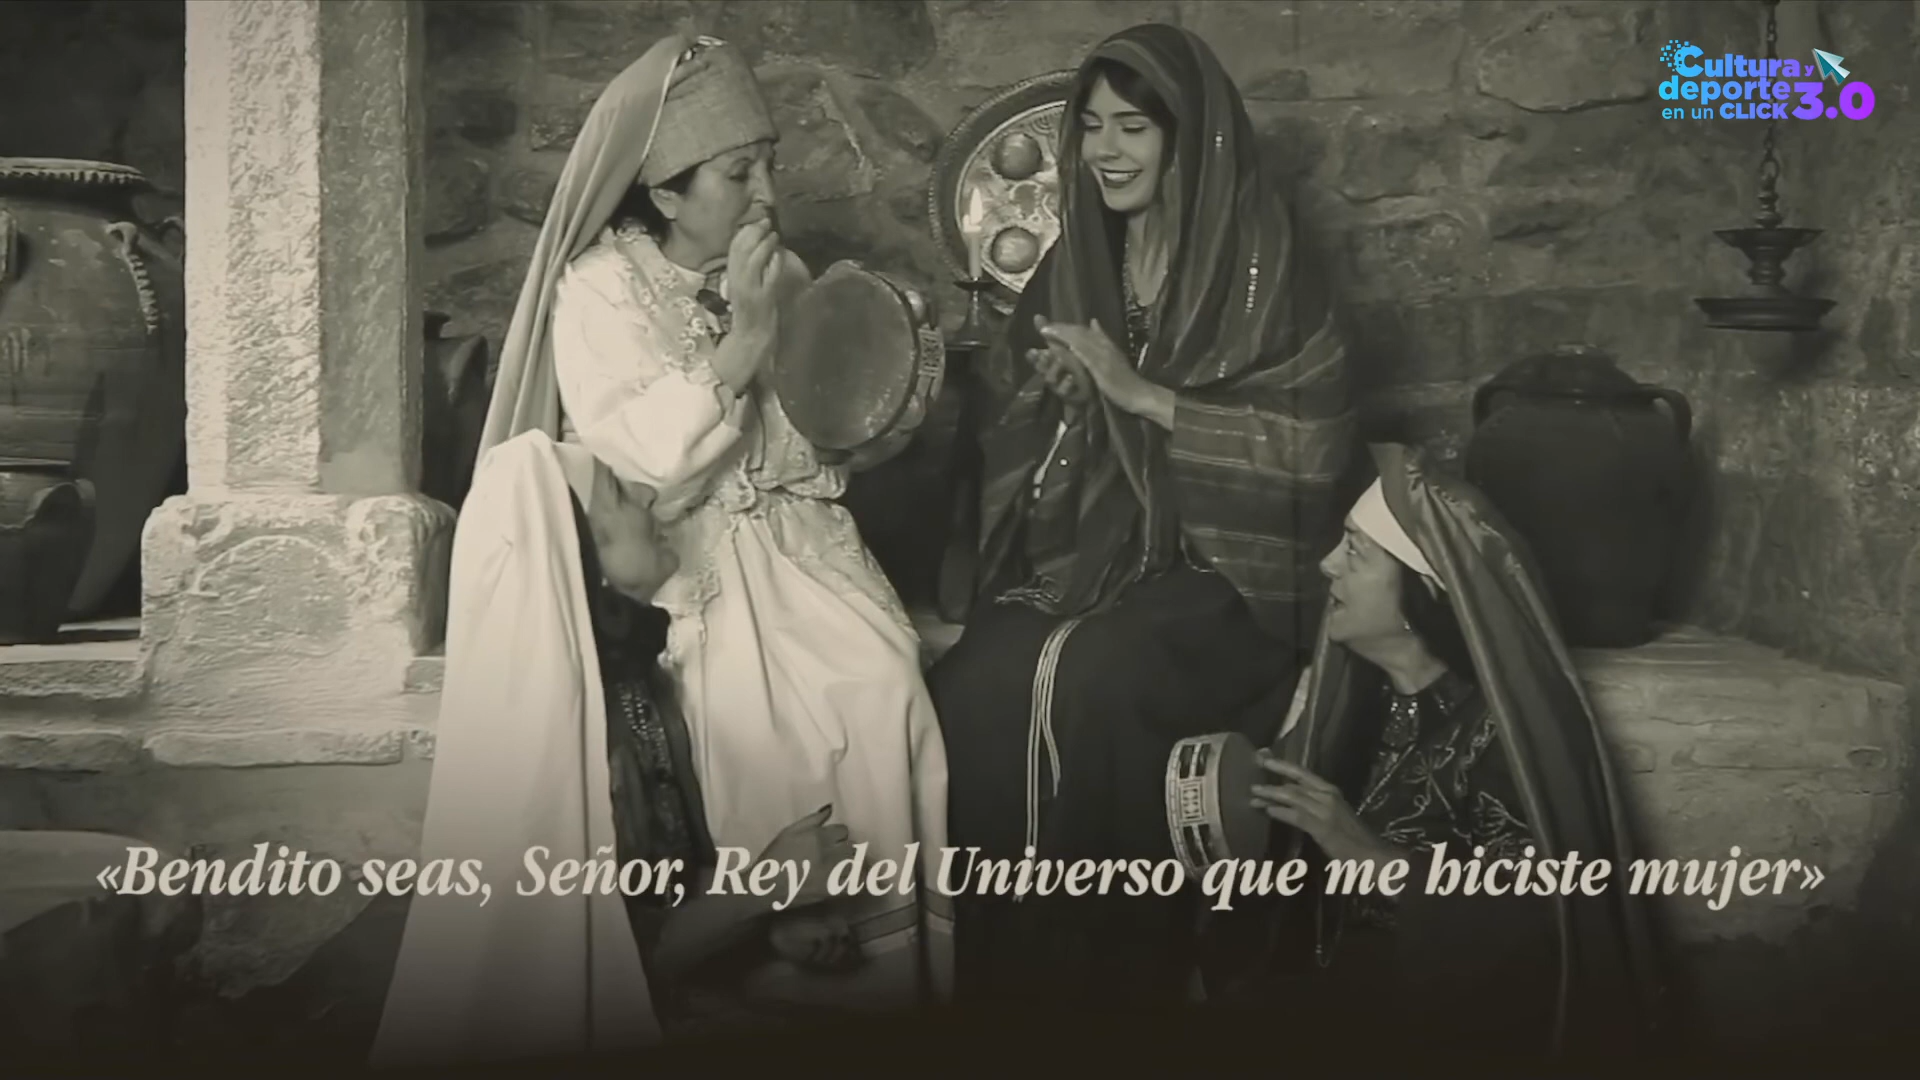 Cultura y
deporte 3.0
en un CLICK
«Bendito seas, Señor, Rey del Universo que me hiciste mujer»